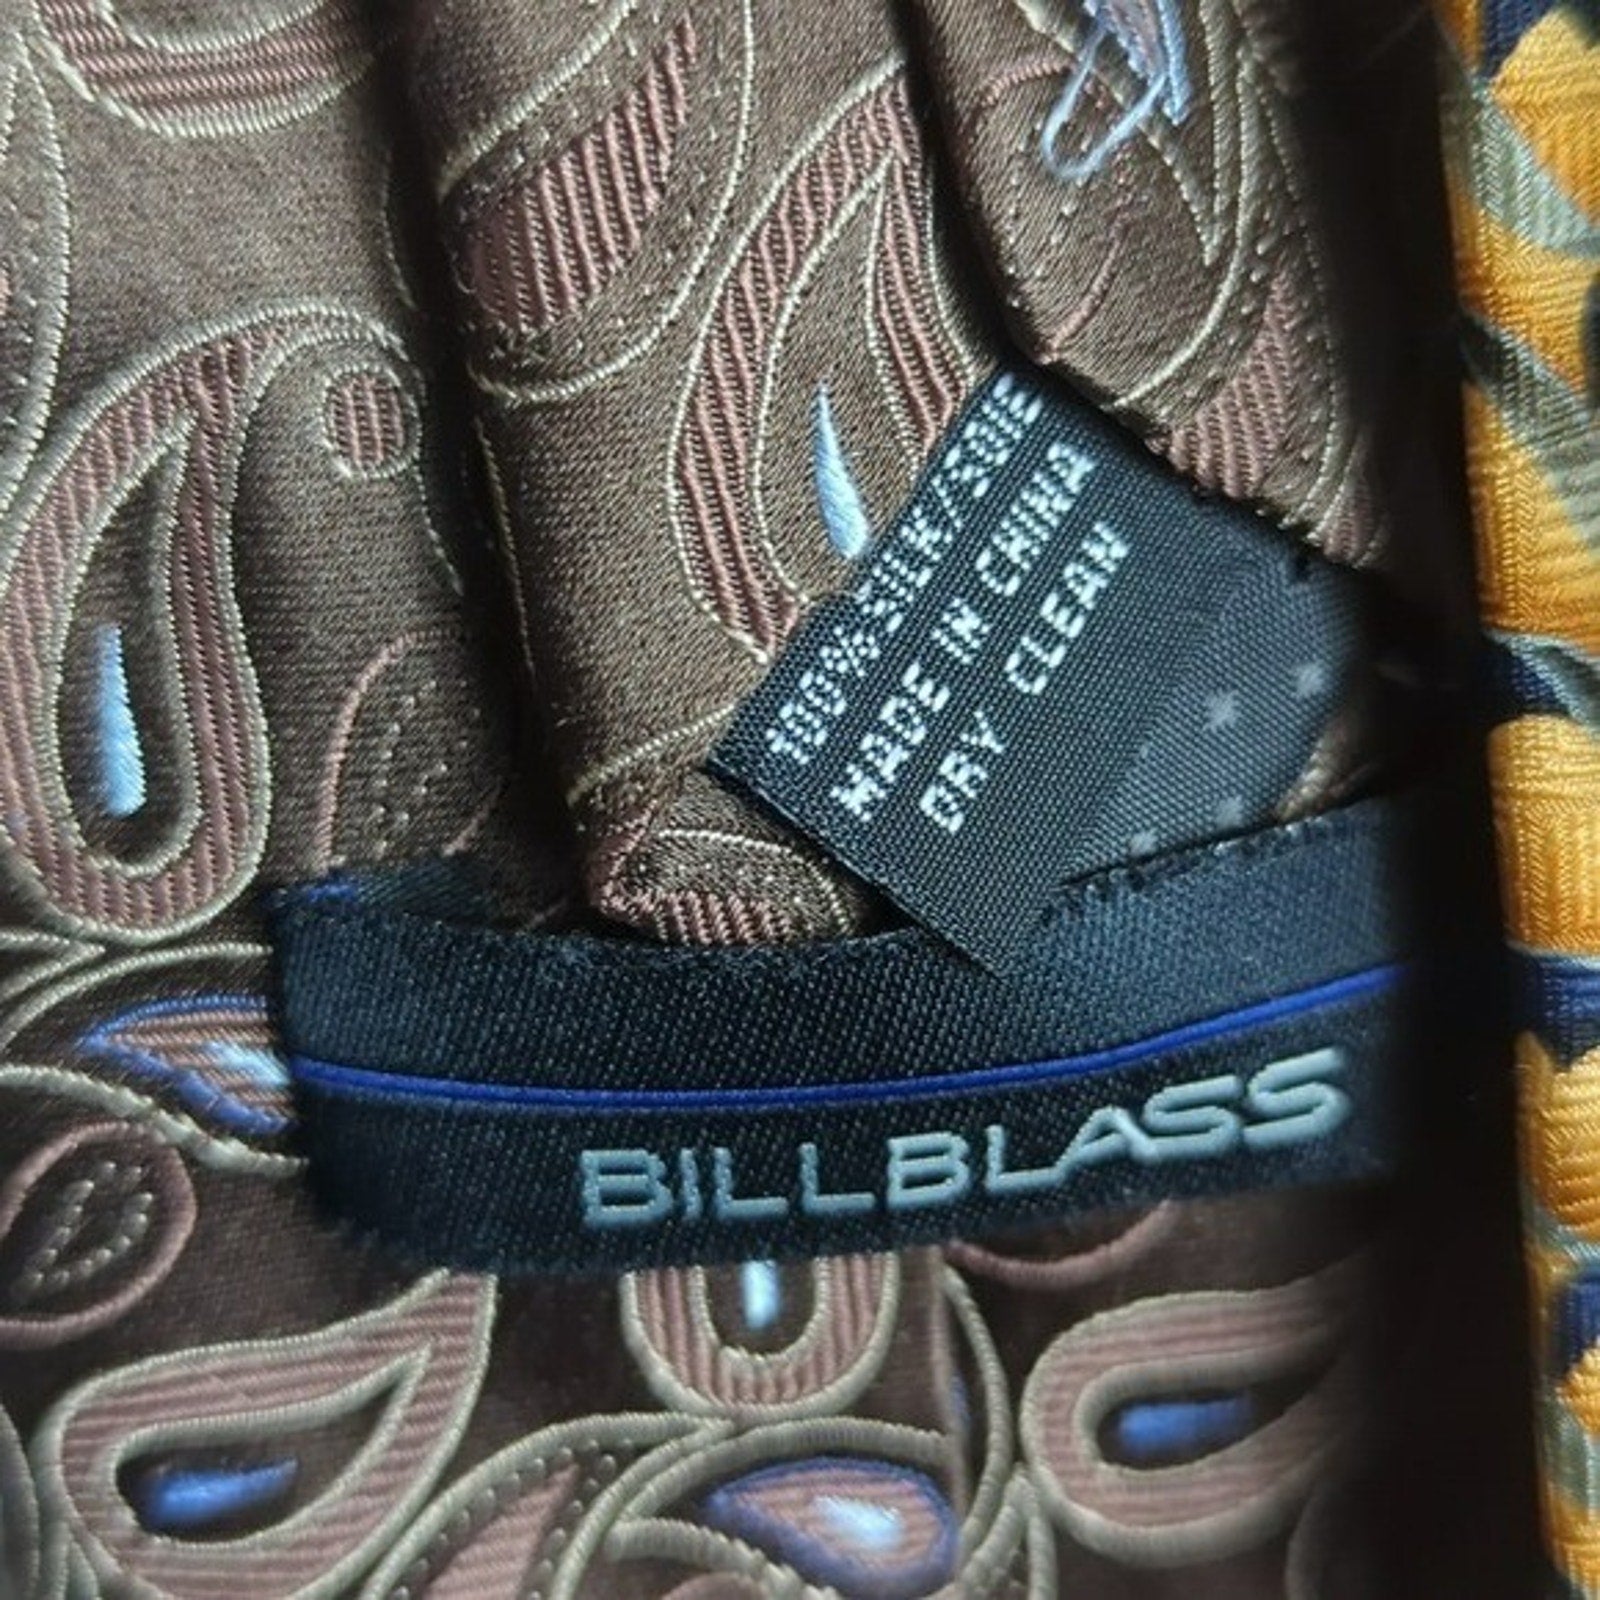 100% SILK/SOIE
MADE IN CHINA
DRY CLEAN
BILLBLASS